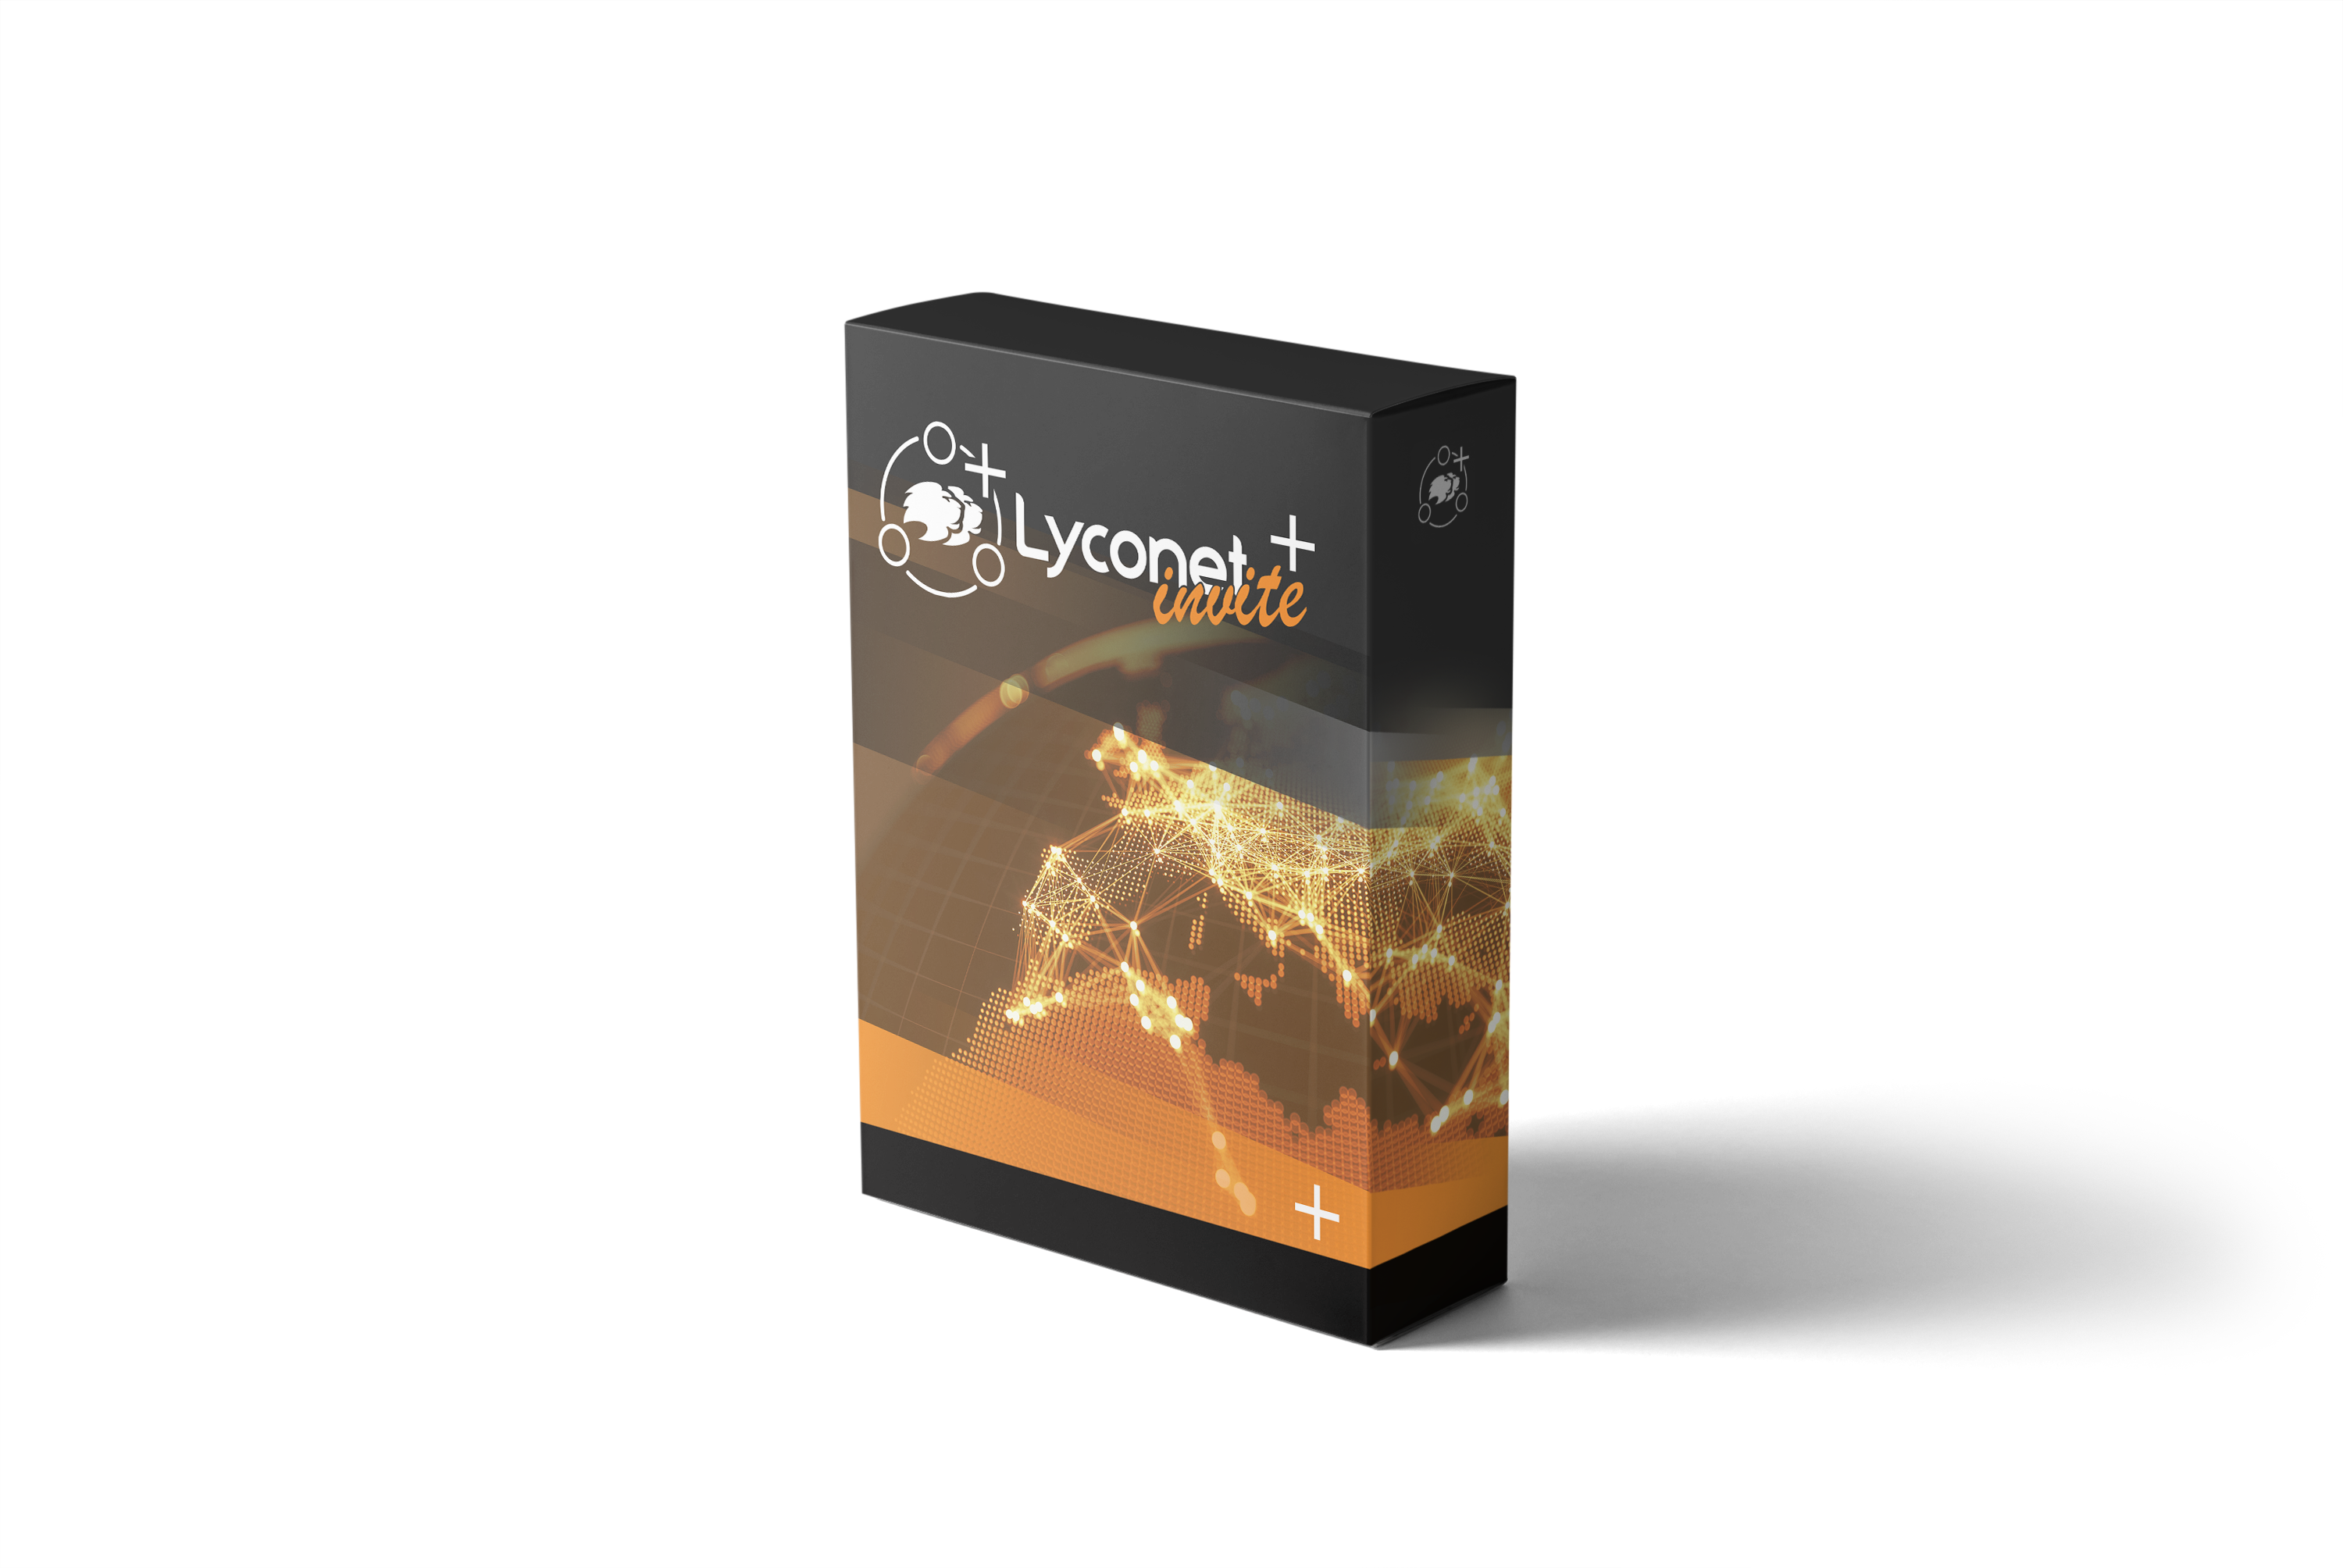 Lyconet +
invite
+